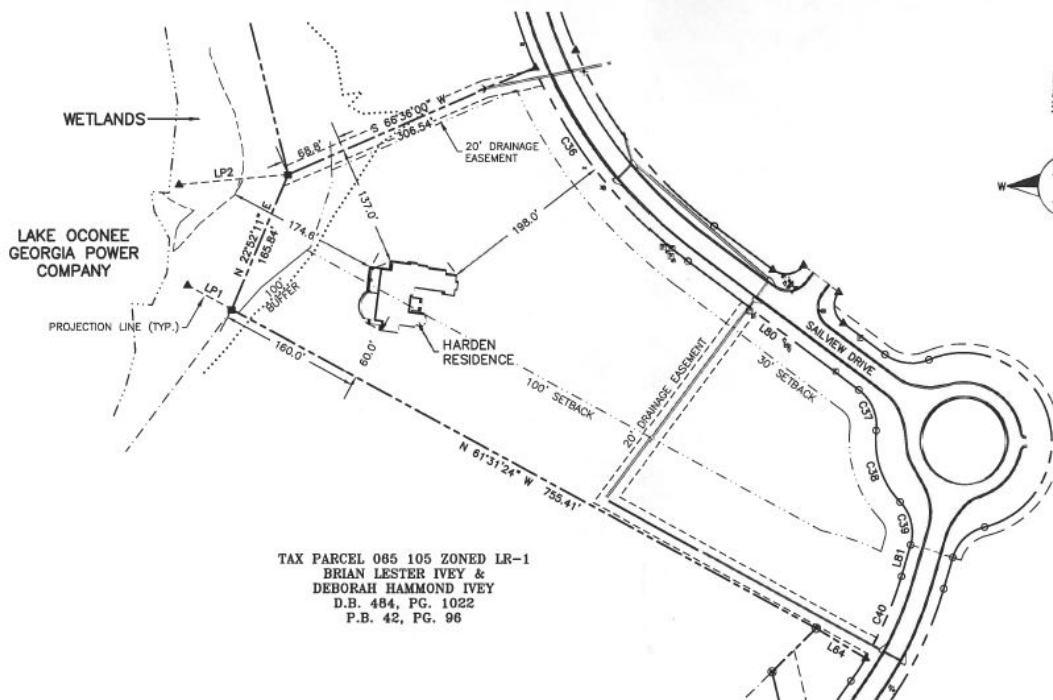 WETLANDS
LP2
68.8'
S 66°36'00" W
306.54'
20' DRAINAGE
EASEMENT
C36
W
LAKE OCONEE
GEORGIA POWER
COMPANY
N 22°52'11" E
165.84'
174.6'
137.0'
198.0'
LP1
100'
BUFFER
PROJECTION LINE (TYP.)
160.0'
60.0'
HARDEN
RESIDENCE
100' SETBACK
20' DRAINAGE EASEMENT
L80
SAILVIEW DRIVE
30' SETBACK
C37
C38
C39
L81
C40
N 61°31'24" W 755.41'
L64
TAX PARCEL 065 105 ZONED LR-1
BRIAN LESTER IVEY &
DEBORAH HAMMOND IVEY
D.B. 484, PG. 1022
P.B. 42, PG. 96